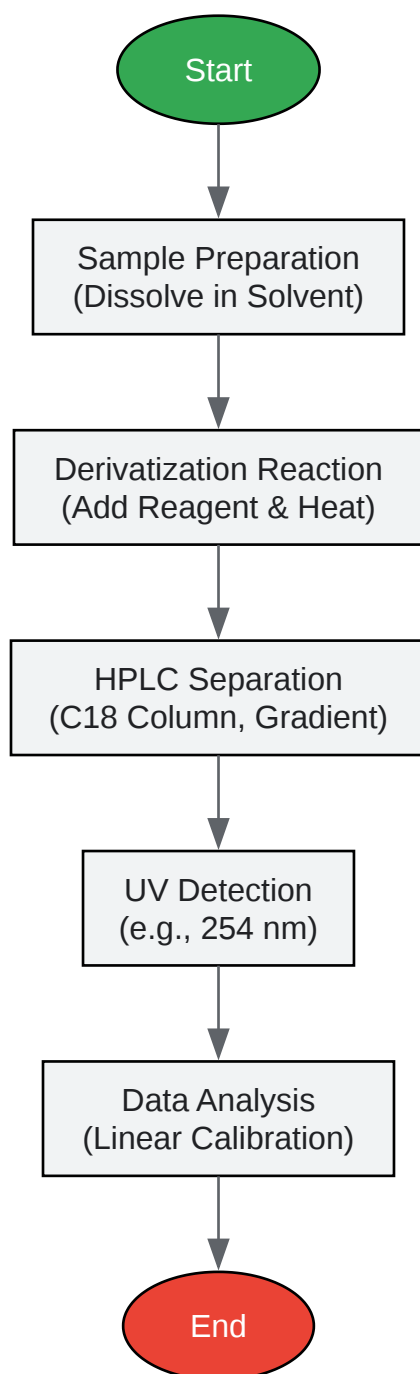 Start
Sample Preparation
(Dissolve in Solvent)
Derivatization Reaction
(Add Reagent & Heat)
HPLC Separation
(C18 Column, Gradient)
UV Detection
(e.g., 254 nm)
Data Analysis
(Linear Calibration)
End